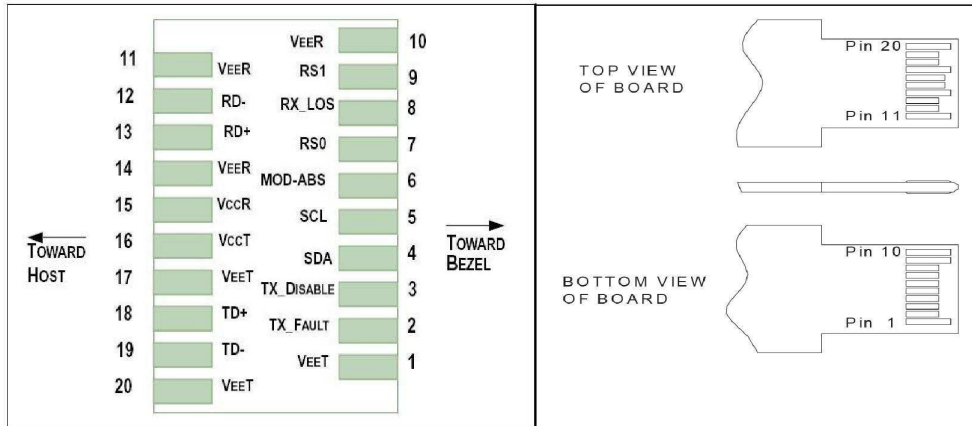 VEER 10
11 VEER
RS1 9
12 RD-
RX_LOS 8
13 RD+
RS0 7
14 VEER
MOD-ABS 6
15 VCCR
SCL 5
16 VCCT
SDA 4
17 VEET
TX_DISABLE 3
18 TD+
TX_FAULT 2
19 TD-
VEET 1
20 VEET
TOWARD
HOST
TOWARD
BEZEL
TOP VIEW
OF BOARD
Pin 20
Pin 11
BOTTOM VIEW
OF BOARD
Pin 10
Pin 1